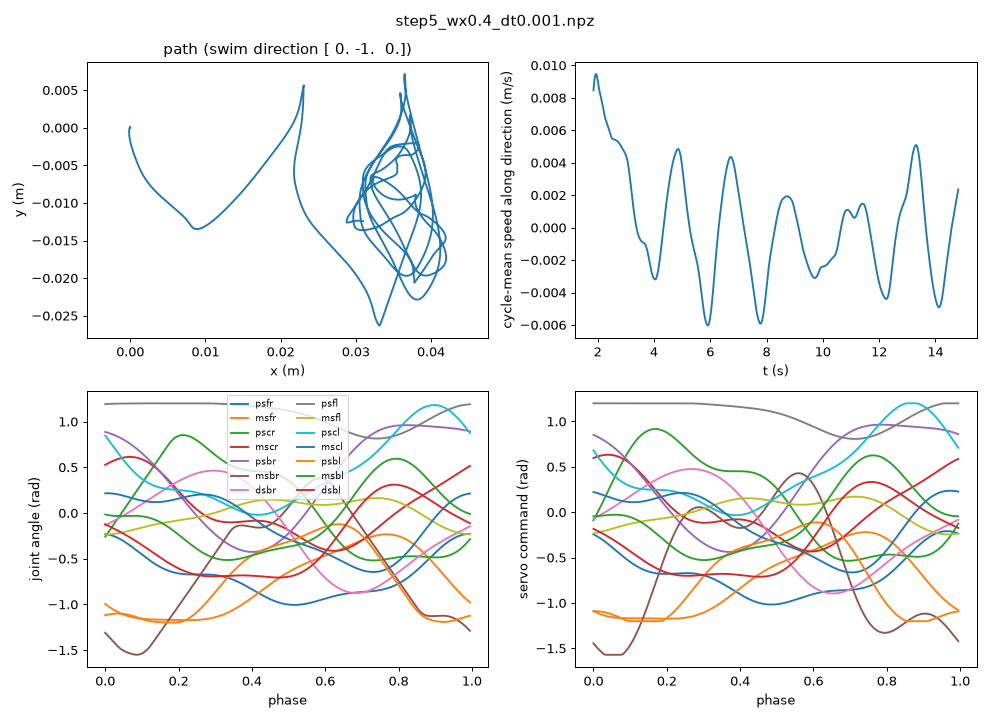 step5_wx0.4_dt0.001.npz
path (swim direction [ 0. -1.  0.])
y (m)
0.005
0.000
−0.005
−0.010
−0.015
−0.020
−0.025
0.00
0.01
0.02
0.03
0.04
x (m)
cycle-mean speed along direction (m/s)
0.010
0.008
0.006
0.004
0.002
0.000
−0.002
−0.004
−0.006
2
4
6
8
10
12
14
t (s)
joint angle (rad)
1.0
0.5
0.0
−0.5
−1.0
−1.5
psfr
msfr
pscr
mscr
psbr
msbr
dsbr
psfl
msfl
pscl
mscl
psbl
msbl
dsbl
0.0
0.2
0.4
0.6
0.8
1.0
phase
servo command (rad)
1.0
0.5
0.0
−0.5
−1.0
−1.5
0.0
0.2
0.4
0.6
0.8
1.0
phase